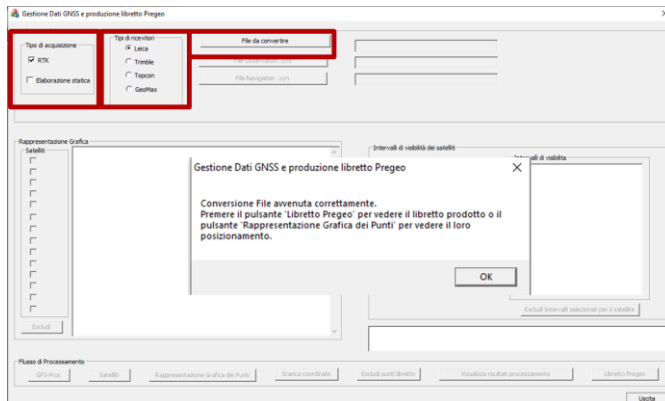 Gestione Dati GNSS e produzione libretto Pregeo
Tipo di acquisizione
RTK
Elaborazione statica
Tipi di ricevitori
Leica
Trimble
Topcon
GeoMax
File da convertire
File Navigation .yyn
Rappresentazione Grafica
Satelliti
Escludi
Intervalli di visibilità dei satelliti
Gestione Dati GNSS e produzione libretto Pregeo
Conversione File avvenuta correttamente.
Premere il pulsante 'Libretto Pregeo' per vedere il libretto prodotto o il
pulsante 'Rappresentazione Grafica dei Punti' per vedere il loro
posizionamento.
OK
Escludi Intervalli selezionati per il satellite
Flusso di Processamento
GPS-Proc
Satelliti
Rappresentazione Grafica dei Punti
Scarica coordinate
Escludi punti libretto
Visualizza risultati processamento
Libretto Pregeo
Uscita